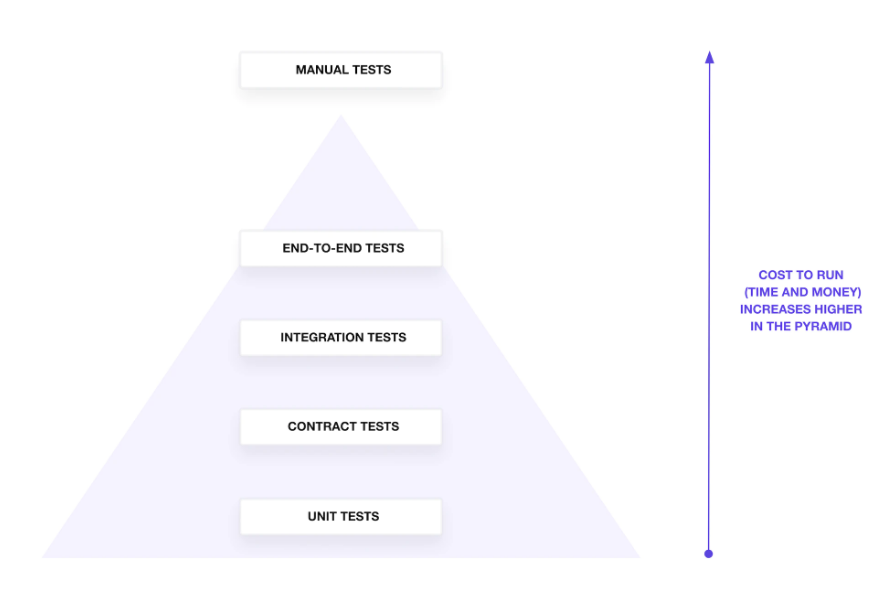 MANUAL TESTS
END-TO-END TESTS
INTEGRATION TESTS
CONTRACT TESTS
UNIT TESTS
COST TO RUN
(TIME AND MONEY)
INCREASES HIGHER
IN THE PYRAMID